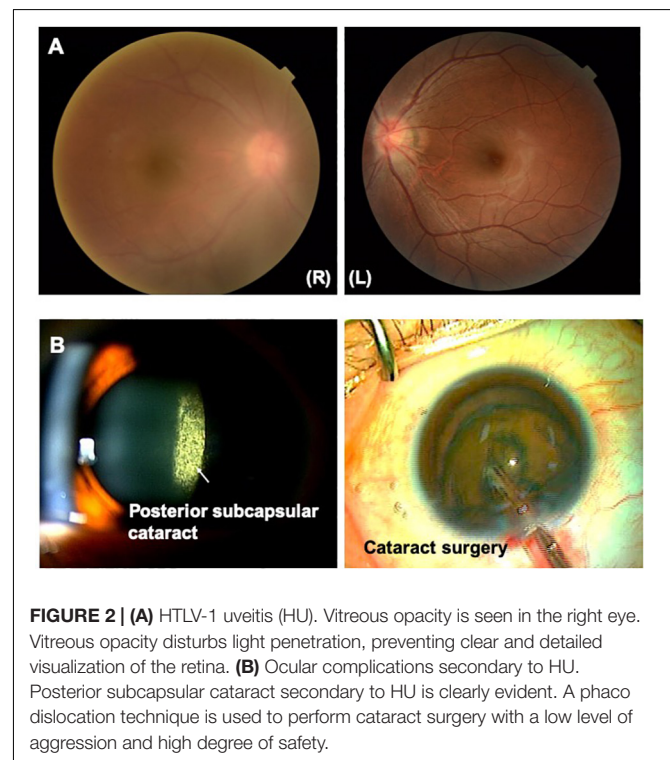 A
(R)
(L)
B
Posterior subcapsular
cataract
Cataract surgery
FIGURE 2 | (A) HTLV-1 uveitis (HU). Vitreous opacity is seen in the right eye.
Vitreous opacity disturbs light penetration, preventing clear and detailed
visualization of the retina. (B) Ocular complications secondary to HU.
Posterior subcapsular cataract secondary to HU is clearly evident. A phaco
dislocation technique is used to perform cataract surgery with a low level of
aggression and high degree of safety.